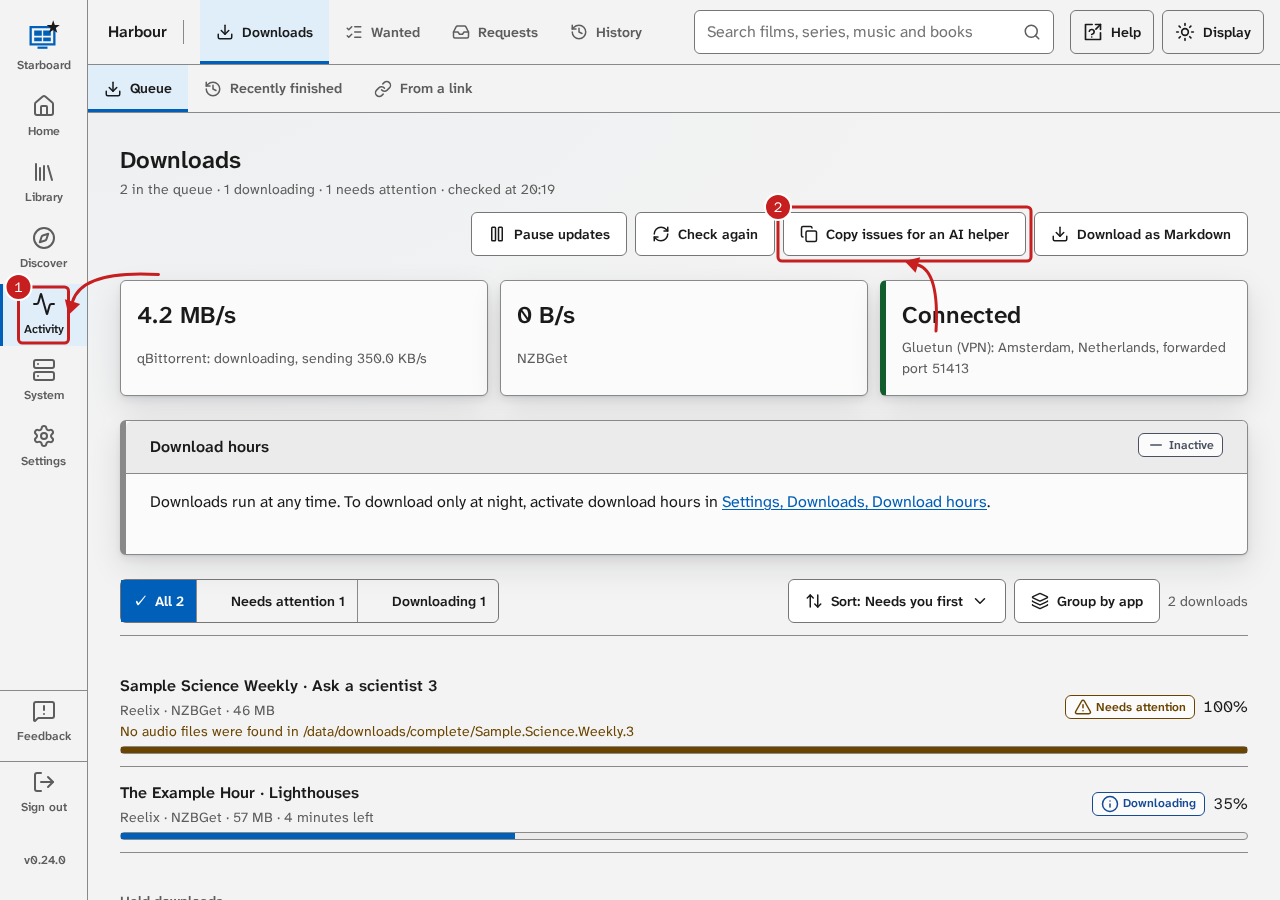 Starboard
Home
Library
Discover
1
Activity
System
Settings
Feedback
Sign out
v0.24.0
Harbour
Downloads
Wanted
Requests
History
Search films, series, music and books
Help
Display
Queue
Recently finished
From a link
Downloads
2 in the queue · 1 downloading · 1 needs attention · checked at 20:19
Pause updates
Check again
2
Copy issues for an AI helper
Download as Markdown
4.2 MB/s
qBittorrent: downloading, sending 350.0 KB/s
0 B/s
NZBGet
Connected
Gluetun (VPN): Amsterdam, Netherlands, forwarded
port 51413
Download hours
Inactive
Downloads run at any time. To download only at night, activate download hours in Settings, Downloads, Download hours.
✓ All 2
Needs attention 1
Downloading 1
Sort: Needs you first
Group by app
2 downloads
Sample Science Weekly · Ask a scientist 3
Reelix · NZBGet · 46 MB
No audio files were found in /data/downloads/complete/Sample.Science.Weekly.3
Needs attention
100%
The Example Hour · Lighthouses
Reelix · NZBGet · 57 MB · 4 minutes left
Downloading
35%